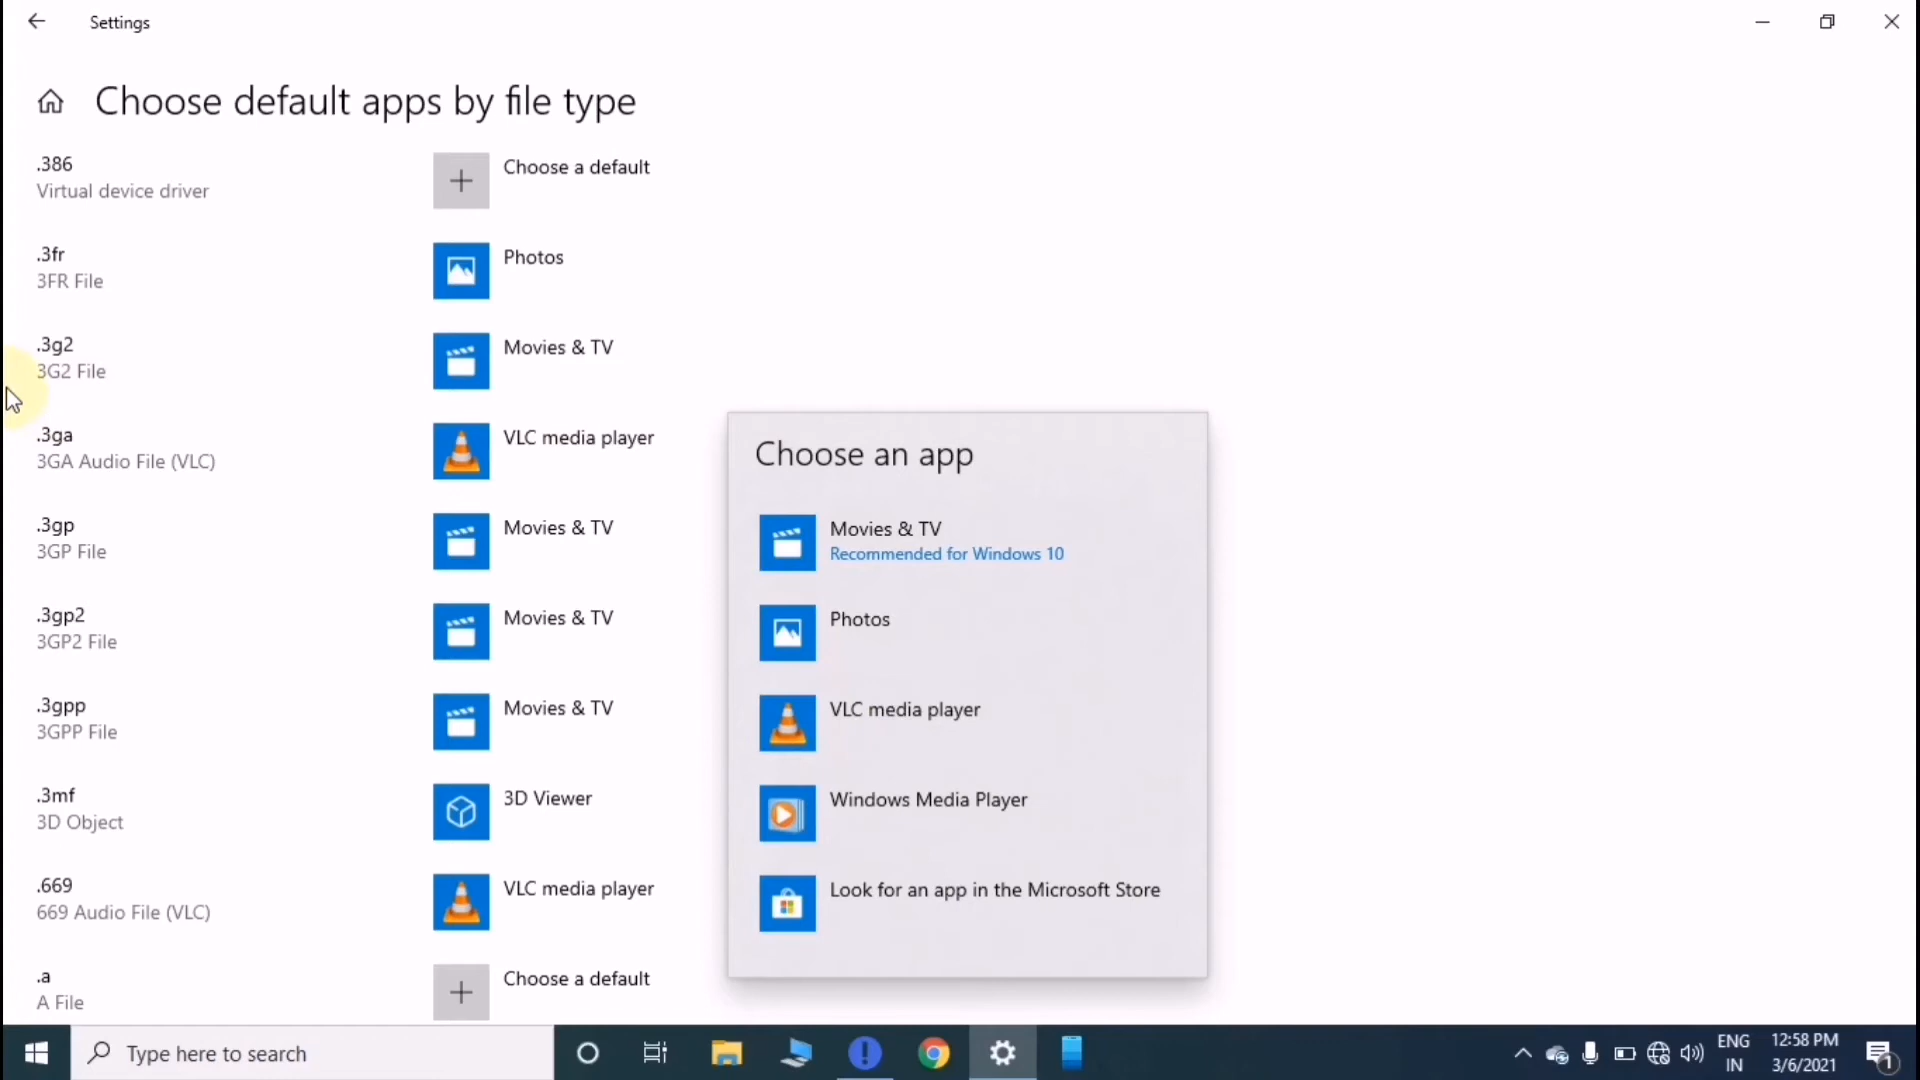 Settings
Choose default apps by file type
.386
Virtual device driver
Choose a default
.3fr
3FR File
Photos
.3g2
3G2 File
Movies & TV
.3ga
3GA Audio File (VLC)
VLC media player
.3gp
3GP File
Movies & TV
.3gp2
3GP2 File
Movies & TV
.3gpp
3GPP File
Movies & TV
.3mf
3D Object
3D Viewer
.669
669 Audio File (VLC)
VLC media player
.a
A File
Choose a default
Choose an app
Movies & TV
Recommended for Windows 10
Photos
VLC media player
Windows Media Player
Look for an app in the Microsoft Store
Type here to search
ENG
IN
12:58 PM
3/6/2021
1